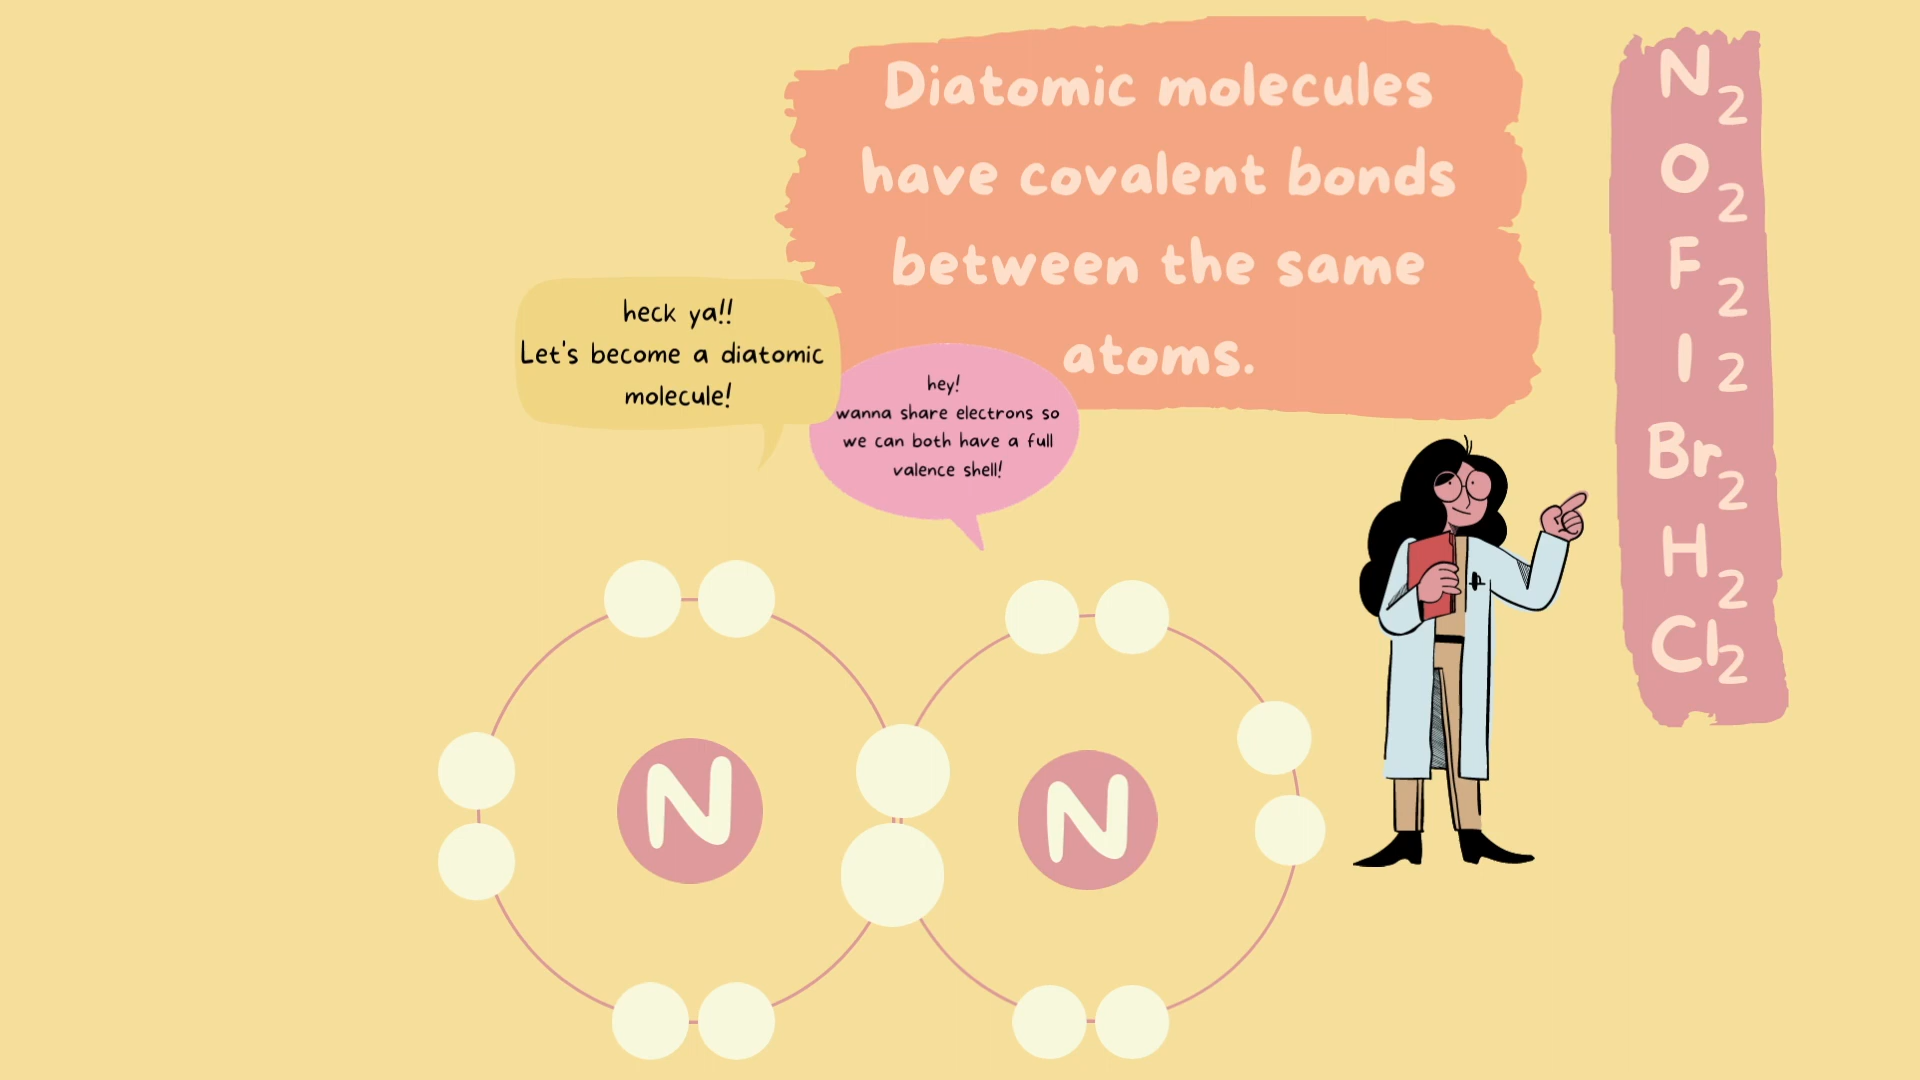 Diatomic molecules
have covalent bonds
between the same
atoms.
heck ya!!
Let's become a diatomic
molecule!
hey!
wanna share electrons so
we can both have a full
valence shell!
N
N
N2
O2
F2
I2
Br2
H2
Cl2